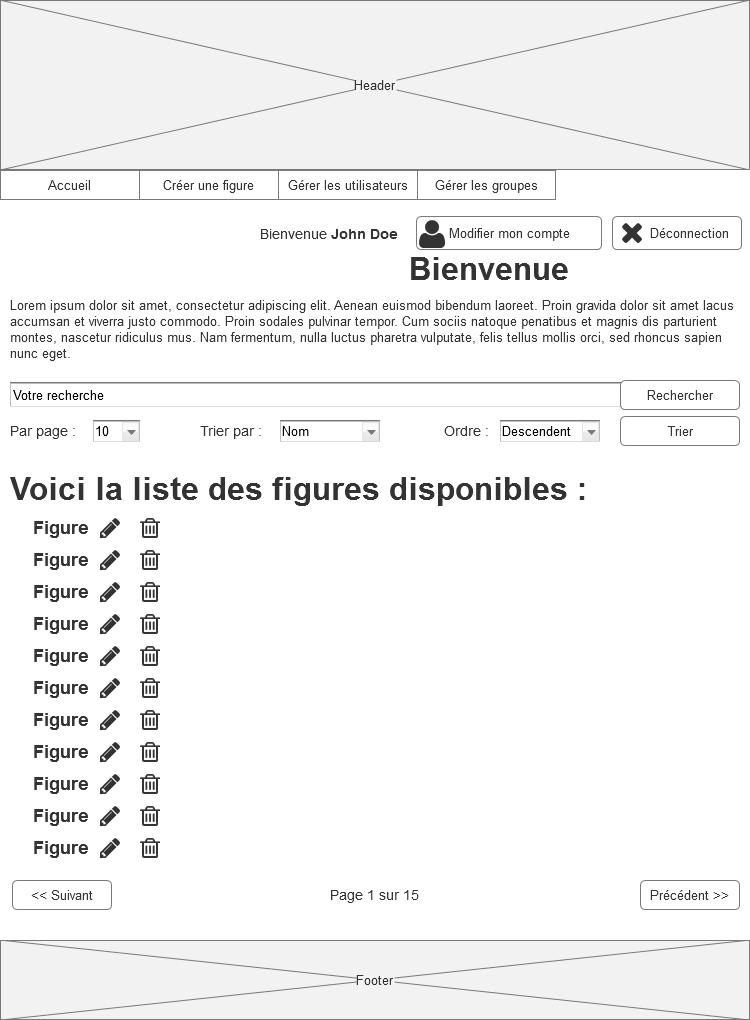 Header
Accueil Créer une figure Gérer les utilisateurs Gérer les groupes
Bienvenue John Doe Modifier mon compte Déconnection
Bienvenue
Lorem ipsum dolor sit amet, consectetur adipiscing elit. Aenean euismod bibendum laoreet. Proin gravida dolor sit amet lacus
accumsan et viverra justo commodo. Proin sodales pulvinar tempor. Cum sociis natoque penatibus et magnis dis parturient
montes, nascetur ridiculus mus. Nam fermentum, nulla luctus pharetra vulputate, felis tellus mollis orci, sed rhoncus sapien
nunc eget.
Votre recherche Rechercher
Par page : 10 Trier par : Nom Ordre : Descendent Trier
Voici la liste des figures disponibles :
Figure
Figure
Figure
Figure
Figure
Figure
Figure
Figure
Figure
Figure
Figure
<< Suivant Page 1 sur 15 Précédent >>
Footer